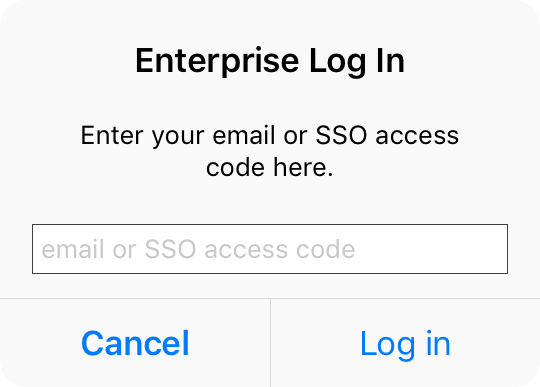 Enterprise Log In
Enter your email or SSO access
code here.
email or SSO access code
Cancel
Log in